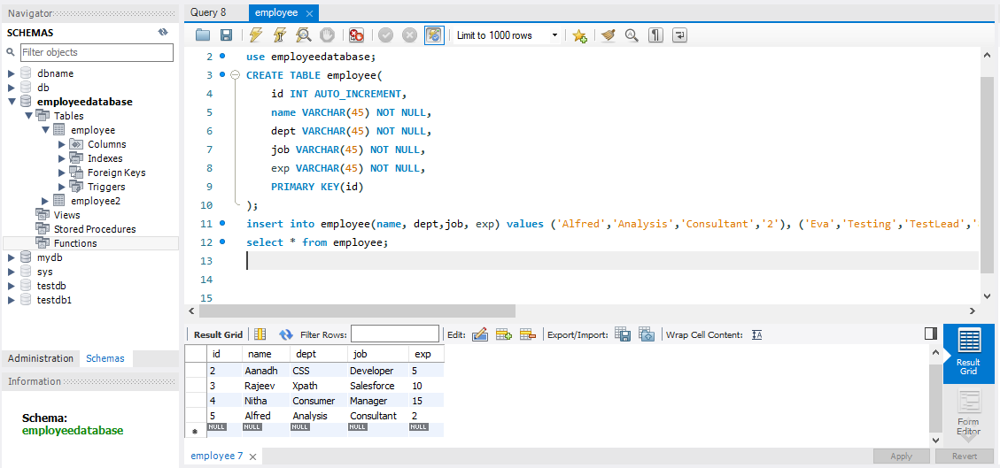 Navigator
SCHEMAS
Filter objects
dbname
db
employeedatabase
Tables
employee
Columns
Indexes
Foreign Keys
Triggers
employee2
Views
Stored Procedures
Functions
mydb
sys
testdb
testdb1
Administration Schemas
Information
Schema:
employeedatabase
Query 8 employee
Limit to 1000 rows
2 use employeedatabase;
3 CREATE TABLE employee(
4 id INT AUTO_INCREMENT,
5 name VARCHAR(45) NOT NULL,
6 dept VARCHAR(45) NOT NULL,
7 job VARCHAR(45) NOT NULL,
8 exp VARCHAR(45) NOT NULL,
9 PRIMARY KEY(id)
10 );
11 insert into employee(name, dept,job, exp) values ('Alfred','Analysis','Consultant','2'), ('Eva','Testing','TestLead','
12 select * from employee;
13
14
15
Result Grid Filter Rows: Edit: Export/Import: Wrap Cell Content:
id name dept job exp
2 Aanadh CSS Developer 5
3 Rajeev Xpath Salesforce 10
4 Nitha Consumer Manager 15
5 Alfred Analysis Consultant 2
NULL NULL NULL NULL NULL
Result
Grid
Form
Editor
employee 7
Apply Revert